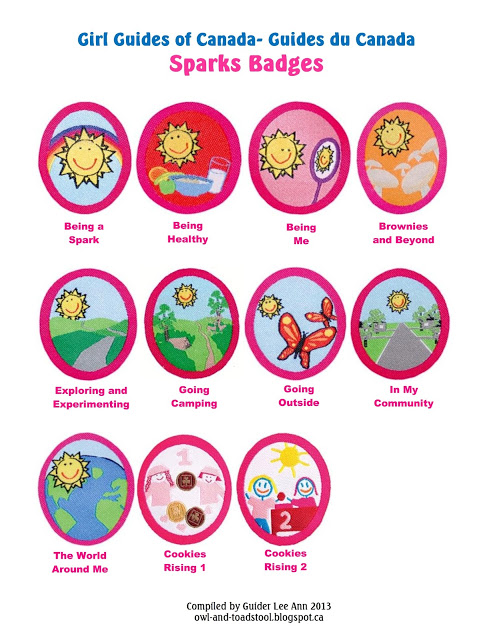 Girl Guides of Canada- Guides du Canada
Sparks Badges
Being a
Spark
Being
Healthy
Being
Me
Brownies
and Beyond
Exploring and
Experimenting
Going
Camping
Going
Outside
In My
Community
The World
Around Me
1
Cookies
Rising 1
2
Cookies
Rising 2
Compiled by Guider Lee Ann 2013
owl-and-toadstool.blogspot.ca